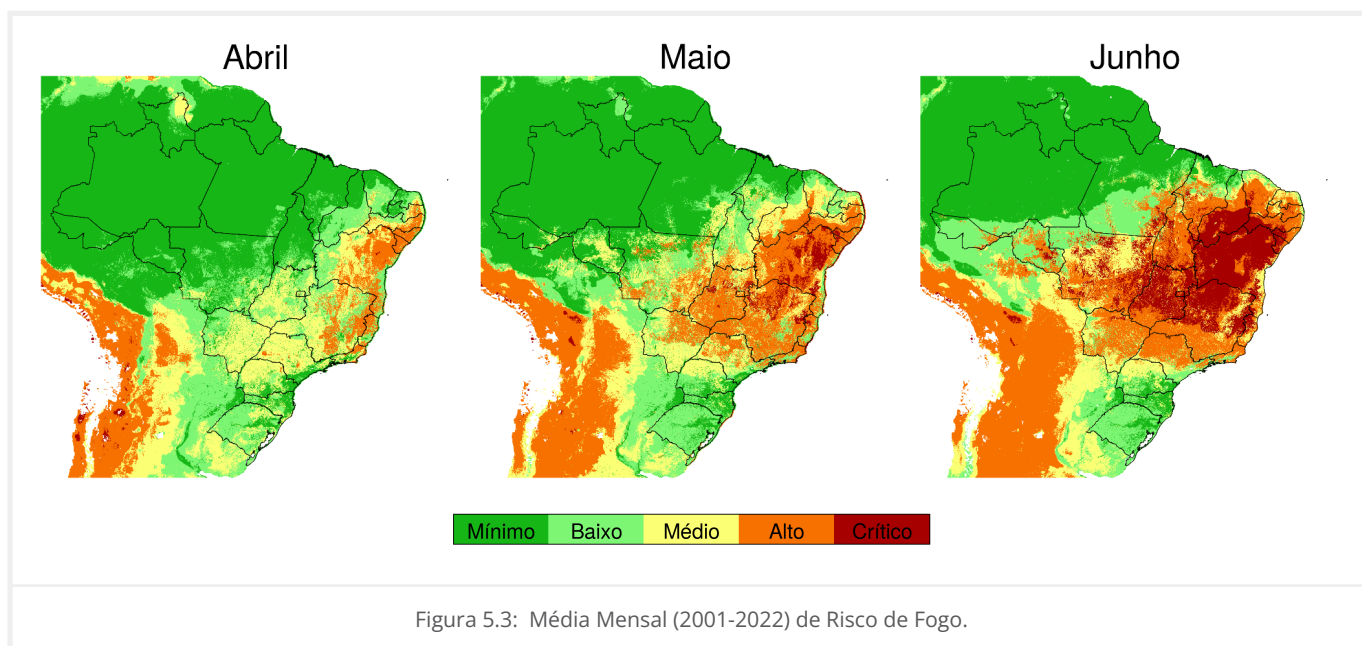 Abril
Maio
Junho
Mínimo
Baixo
Médio
Alto
Crítico
Figura 5.3: Média Mensal (2001-2022) de Risco de Fogo.